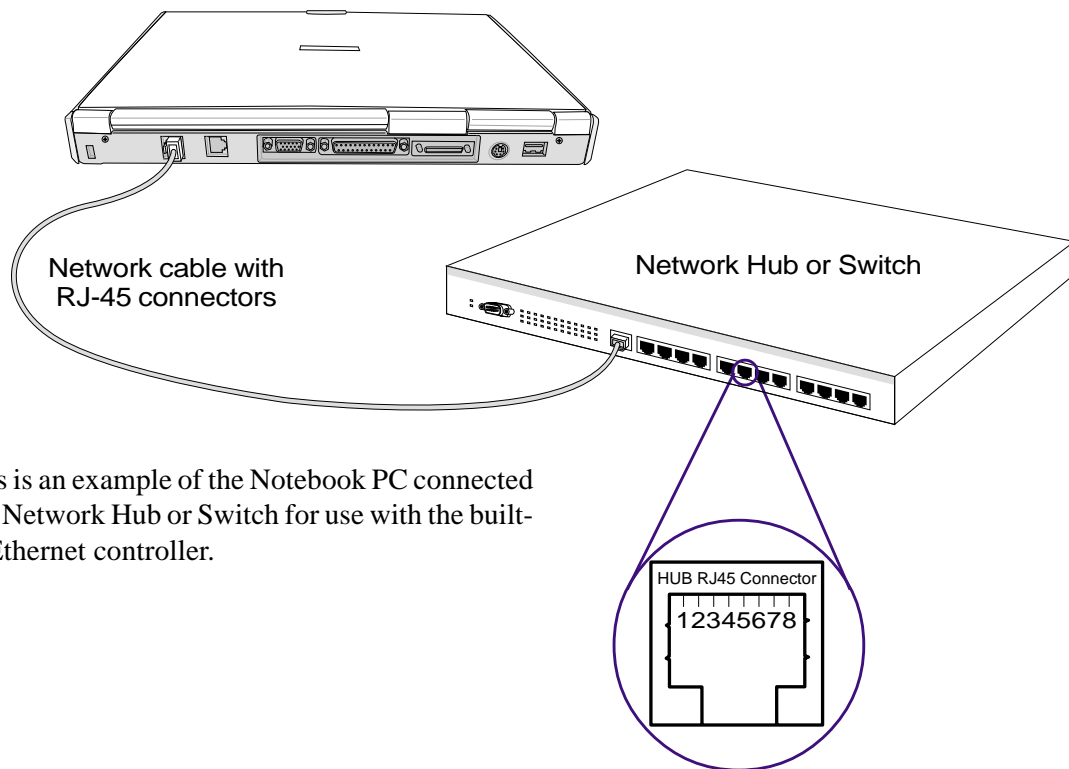 Network cable with
RJ-45 connectors
Network Hub or Switch
s is an example of the Notebook PC connected
Network Hub or Switch for use with the built-
Ethernet controller.
HUB RJ45 Connector
12345678